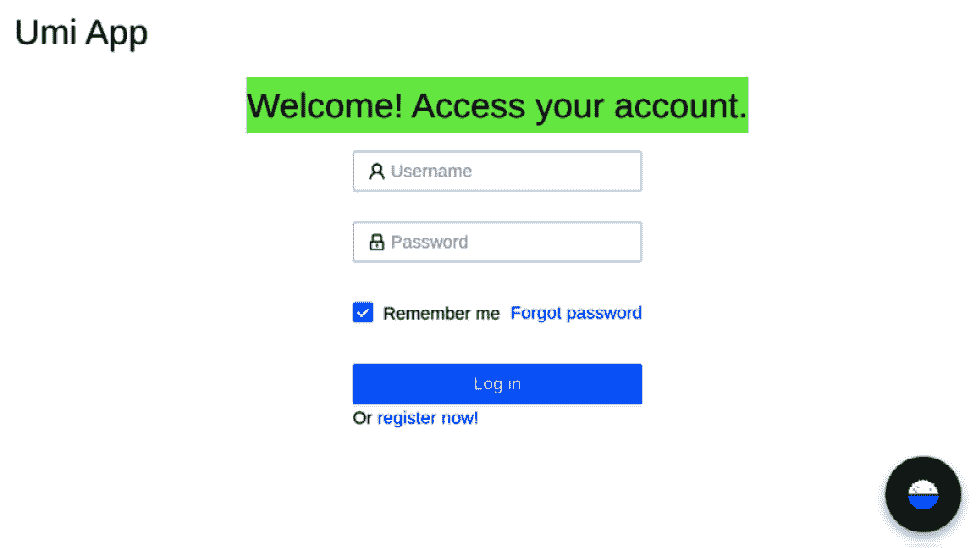 Umi App
Welcome! Access your account.
Username
Password
Remember me Forgot password
Log in
Or register now!